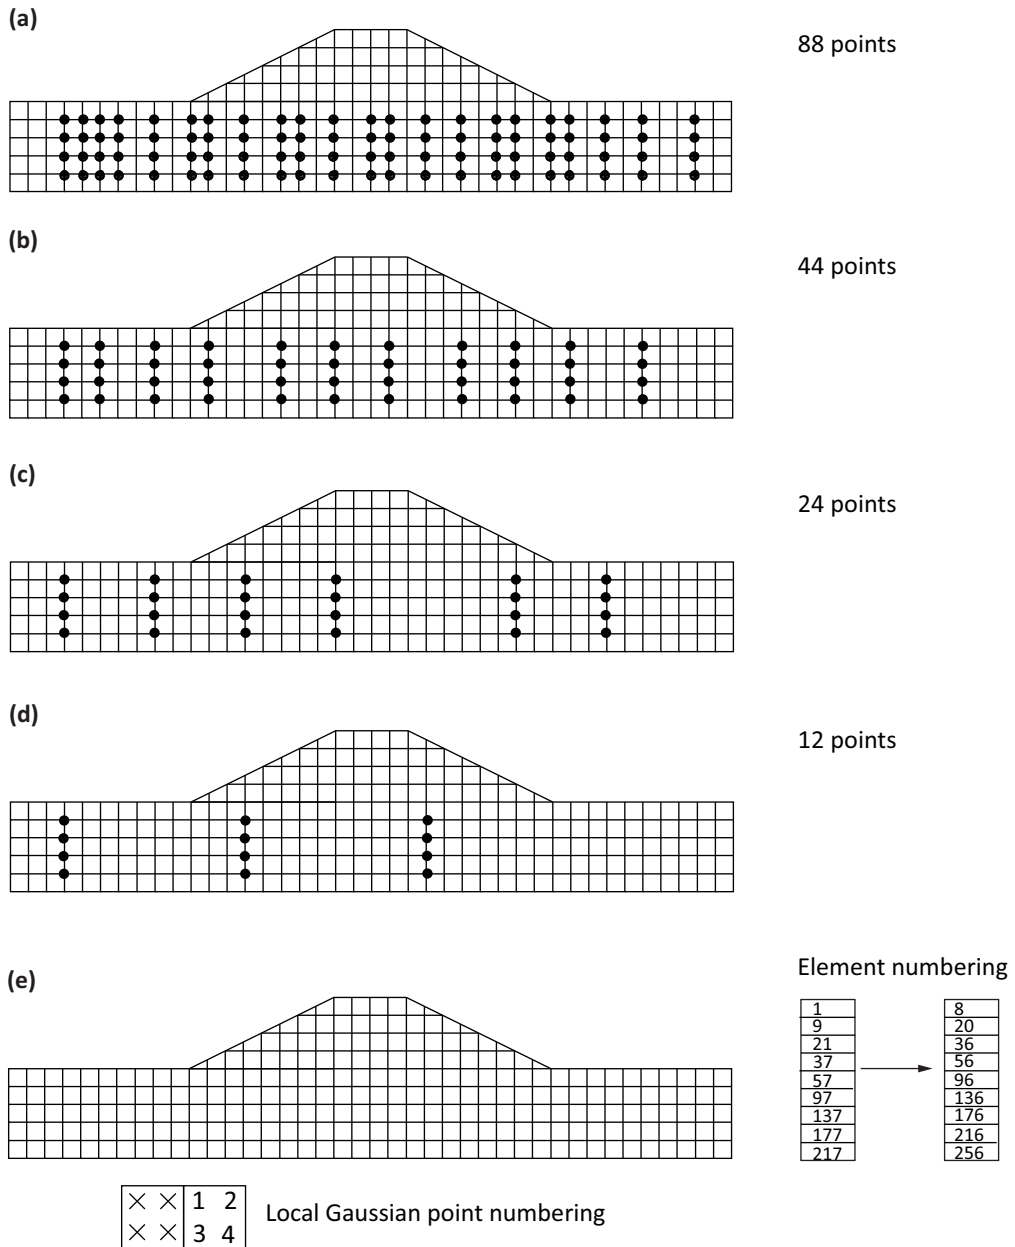 (a)
88 points
(b)
44 points
(c)
24 points
(d)
12 points
(e)
Element numbering
1 8
9 20
21 36
37 56
57 96
97 136
137 176
177 216
217 256
1 2
3 4
Local Gaussian point numbering